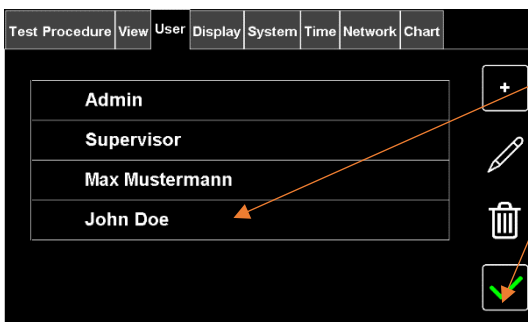 Test Procedure View User Display System Time Network Chart
Admin
Supervisor
Max Mustermann
John Doe
+